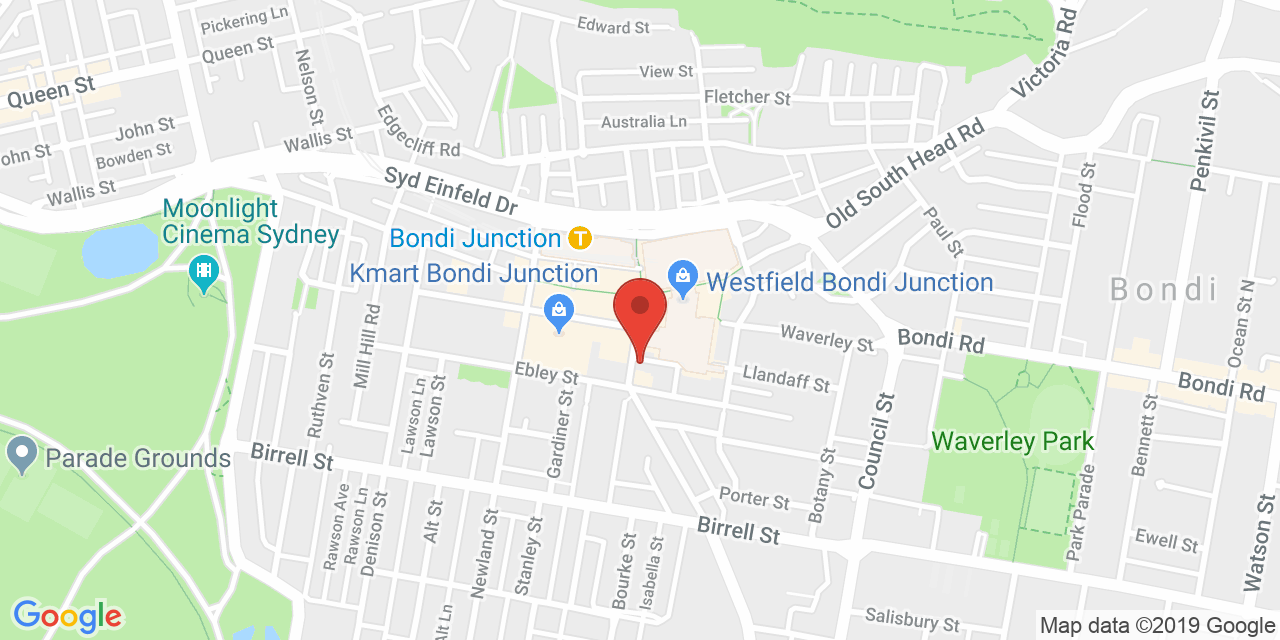 Pickering Ln
Edward St
Queen St
Nelson St
View St
Victoria Rd
Queen St
Fletcher St
Penkivil St
John St
Edgecliff Rd
Australia Ln
Old South Head Rd
John St
Bowden St
Wallis St
Wallis St
Syd Einfeld Dr
Flood St
Paul St
Moonlight
Cinema Sydney
Bondi Junction
T
Kmart Bondi Junction
Westfield Bondi Junction
Bondi
Ocean St N
Mill Hill Rd
Waverley St
Bondi Rd
Ruthven St
Ebley St
Llandaff St
Bondi Rd
Lawson Ln
Lawson St
Gardiner St
Council St
Bennett St
Waverley Park
Parade Grounds
Birrell St
Botany St
Park Parade
Porter St
Rawson Ave
Rawson Ln
Denison St
Alt St
Newland St
Stanley St
Birrell St
Ewell St
Watson St
Bourke St
Isabella St
Alt Ln
Salisbury St
Google
Map data ©2019 Google